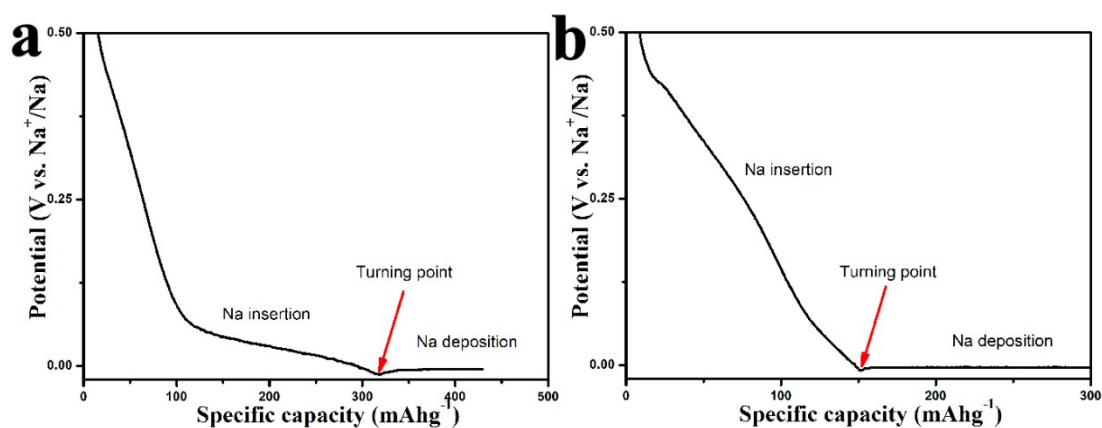 a
0.50
0.25
0.00
Potential (V vs. Na⁺/Na)
Na insertion
Turning point
Na deposition
0
100
200
300
400
500
Specific capacity (mAhg⁻¹)
b
0.50
0.25
0.00
Potential (V vs. Na⁺/Na)
Na insertion
Turning point
Na deposition
0
100
200
300
Specific capacity (mAhg⁻¹)